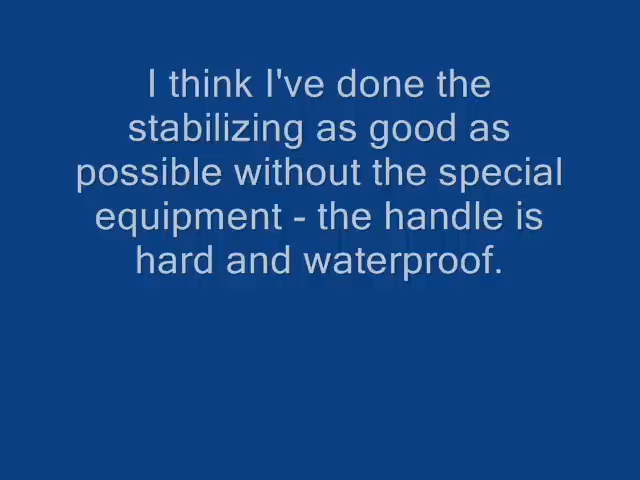 I think I've done the
stabilizing as good as
possible without the special
equipment - the handle is
hard and waterproof.